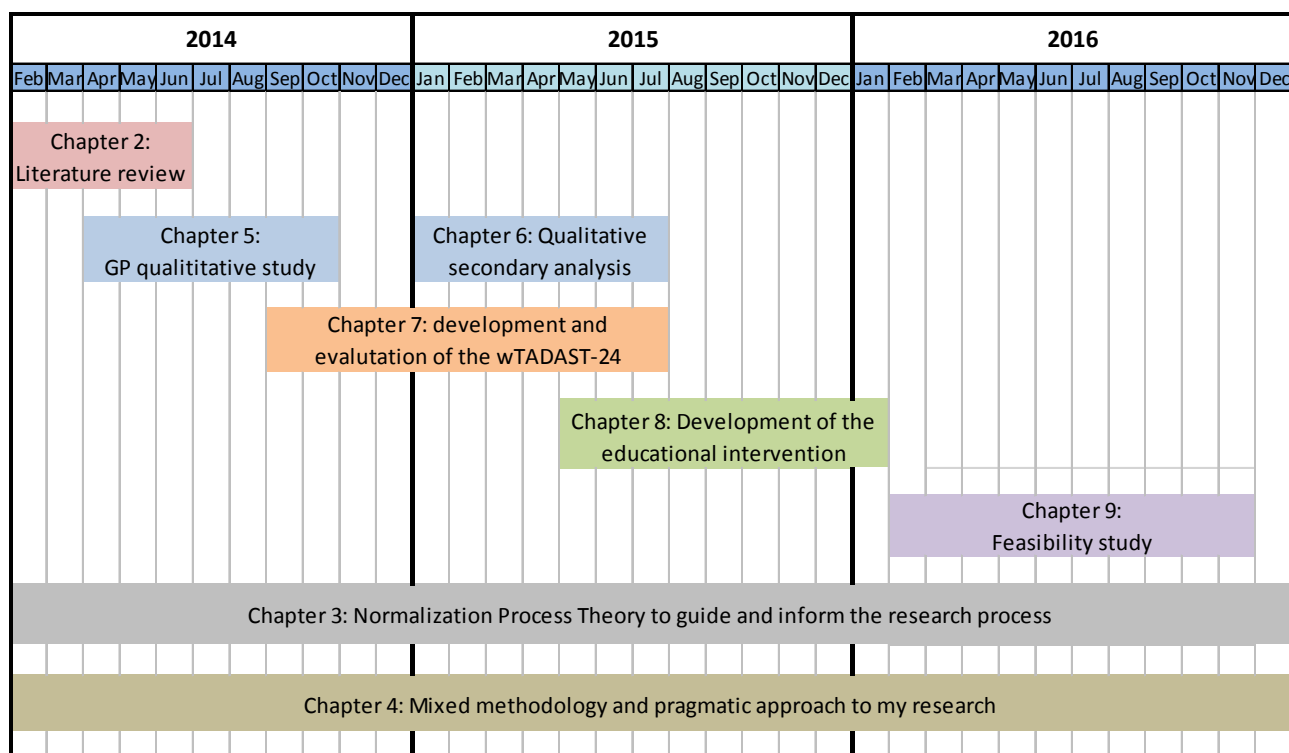 2014 2015 2016
Feb Mar Apr May Jun Jul Aug Sep Oct Nov Dec Jan Feb Mar Apr May Jun Jul Aug Sep Oct Nov Dec Jan Feb Mar Apr May Jun Jul Aug Sep Oct Nov Dec
Chapter 2:
Literature review
Chapter 5:
GP qualititative study
Chapter 6: Qualitative
secondary analysis
Chapter 7: development and
evalutation of the wTADAST-24
Chapter 8: Development of the
educational intervention
Chapter 9:
Feasibility study
Chapter 3: Normalization Process Theory to guide and inform the research process
Chapter 4: Mixed methodology and pragmatic approach to my research